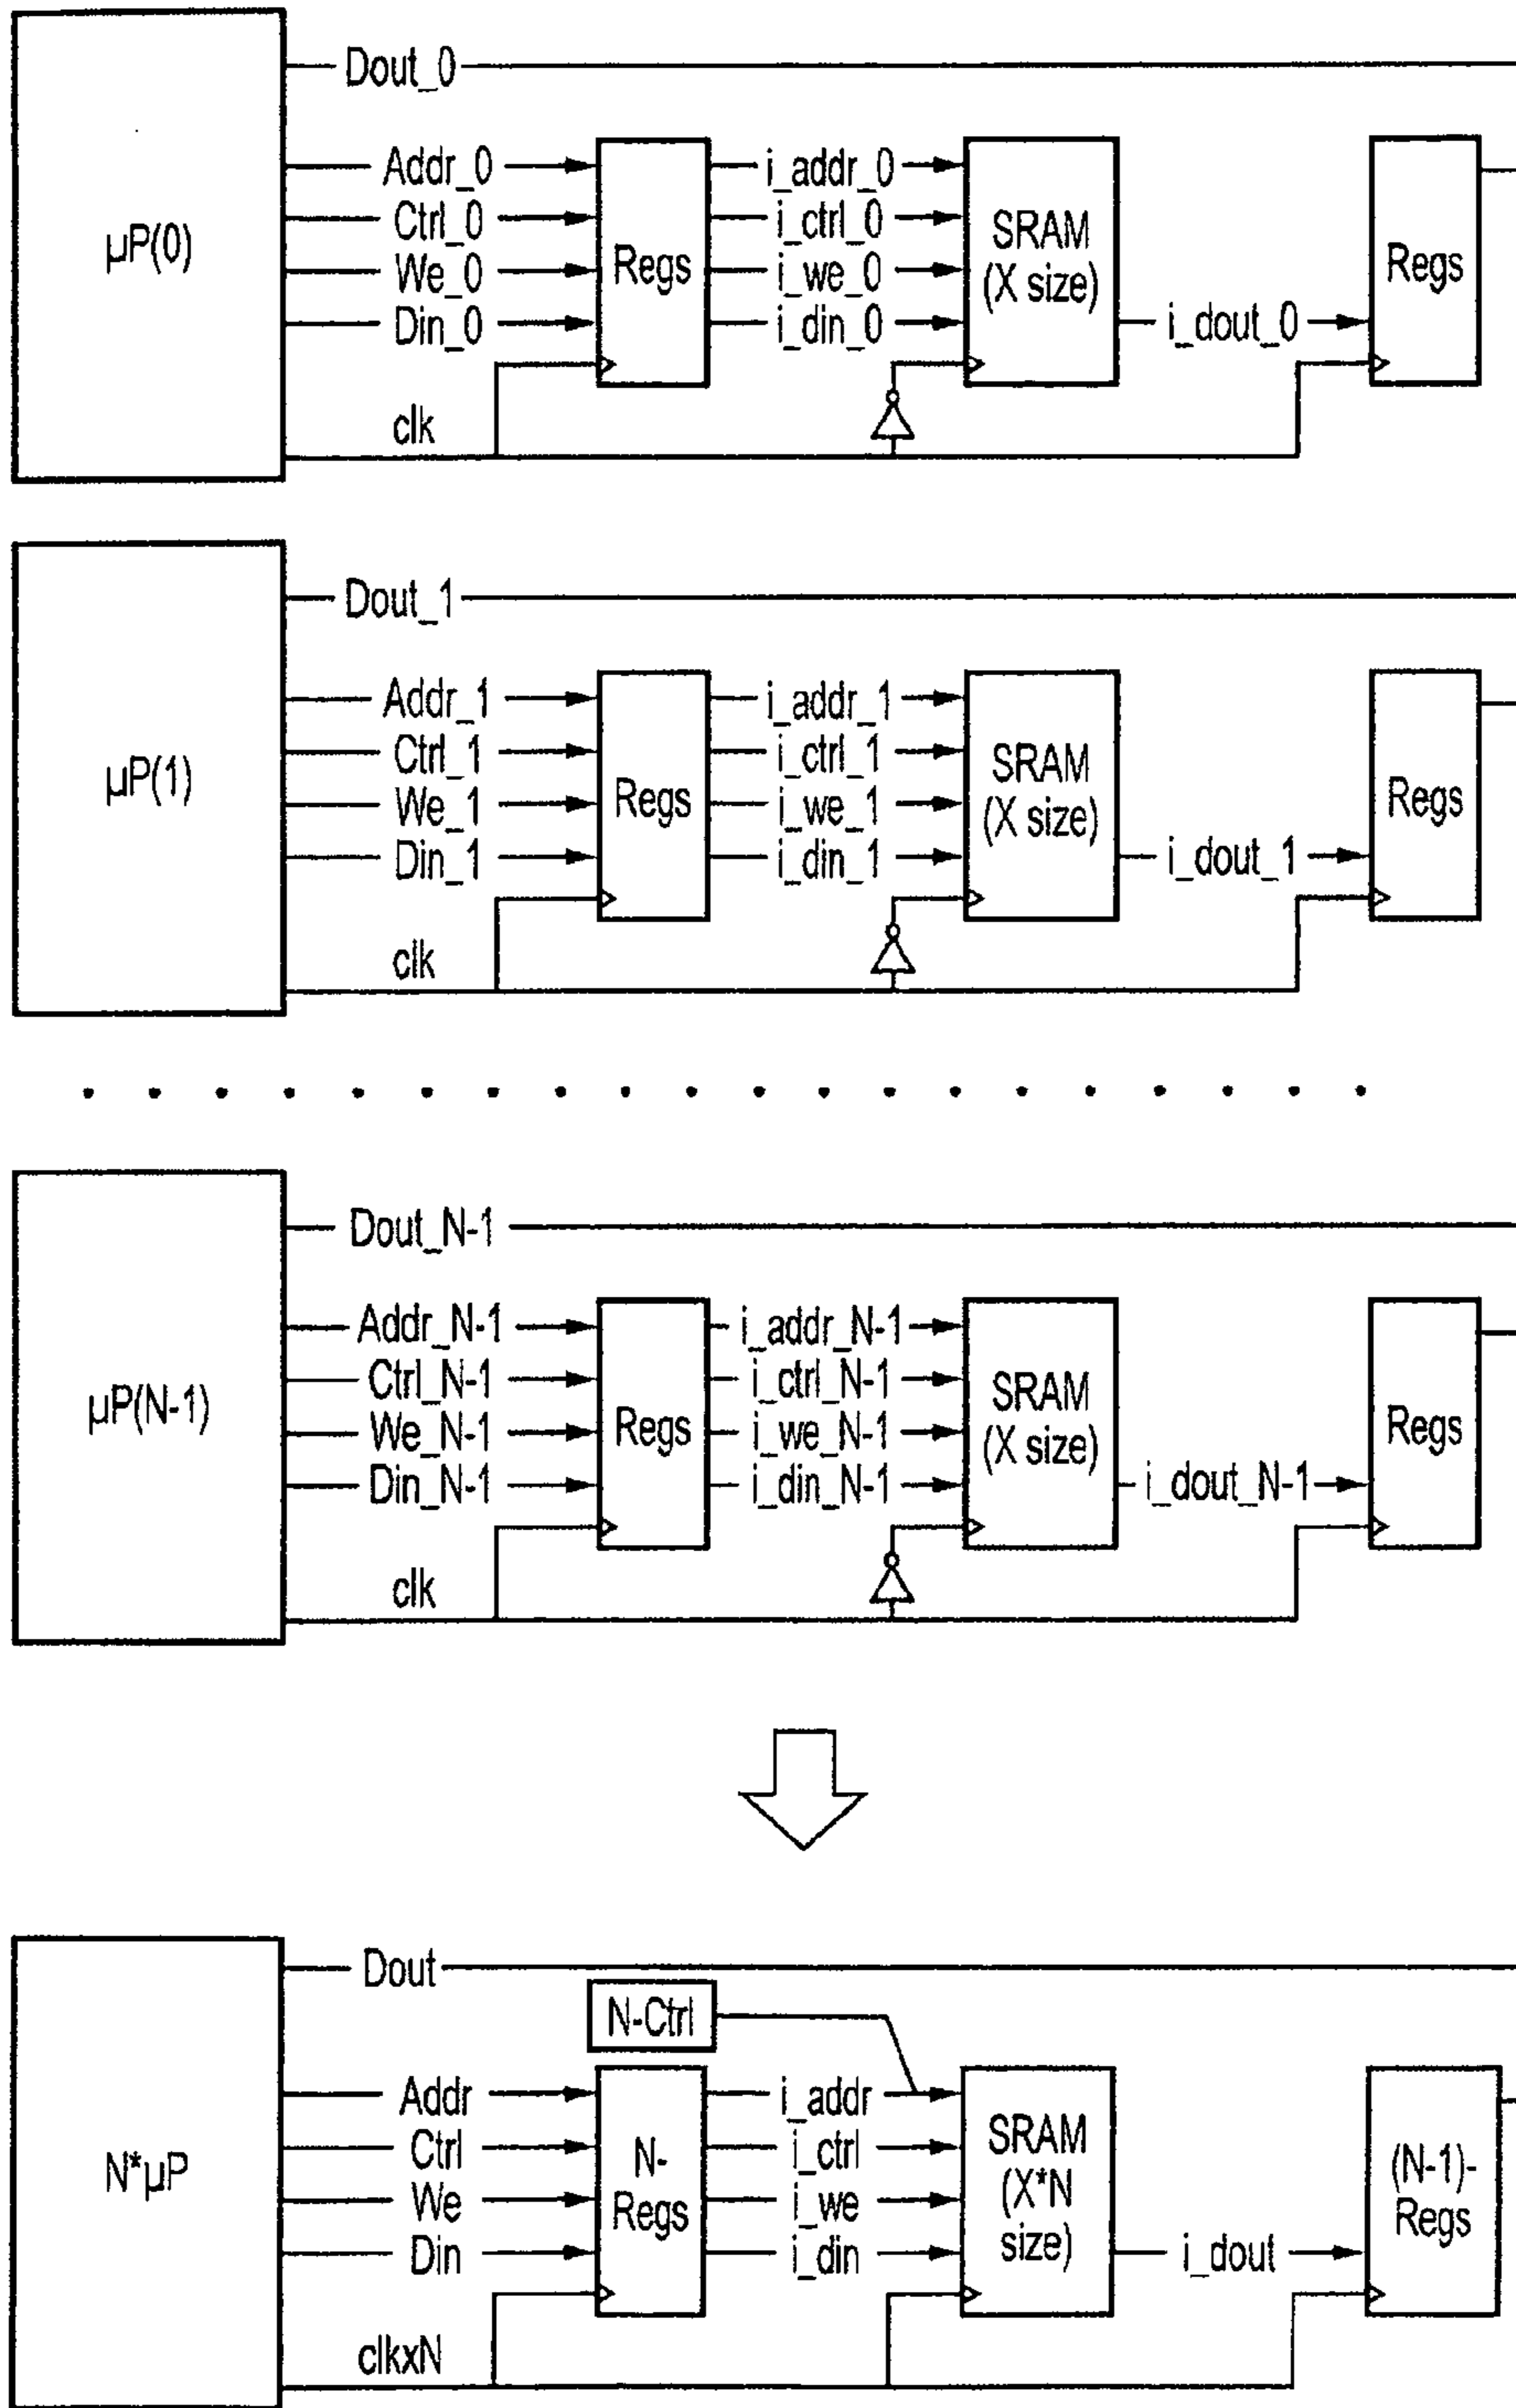 µP(0)
Dout_0
Addr_0
Ctrl_0
We_0
Din_0
clk
Regs
i_addr_0
i_ctrl_0
i_we_0
i_din_0
SRAM
(X size)
i_dout_0
Regs
µP(1)
Dout_1
Addr_1
Ctrl_1
We_1
Din_1
clk
Regs
i_addr_1
i_ctrl_1
i_we_1
i_din_1
SRAM
(X size)
i_dout_1
Regs
µP(N-1)
Dout_N-1
Addr_N-1
Ctrl_N-1
We_N-1
Din_N-1
clk
Regs
i_addr_N-1
i_ctrl_N-1
i_we_N-1
i_din_N-1
SRAM
(X size)
i_dout_N-1
Regs
N*µP
Dout
N-Ctrl
Addr
Ctrl
We
Din
clkxN
N-
Regs
i_addr
i_ctrl
i_we
i_din
SRAM
(X*N
size)
i_dout
(N-1)-
Regs